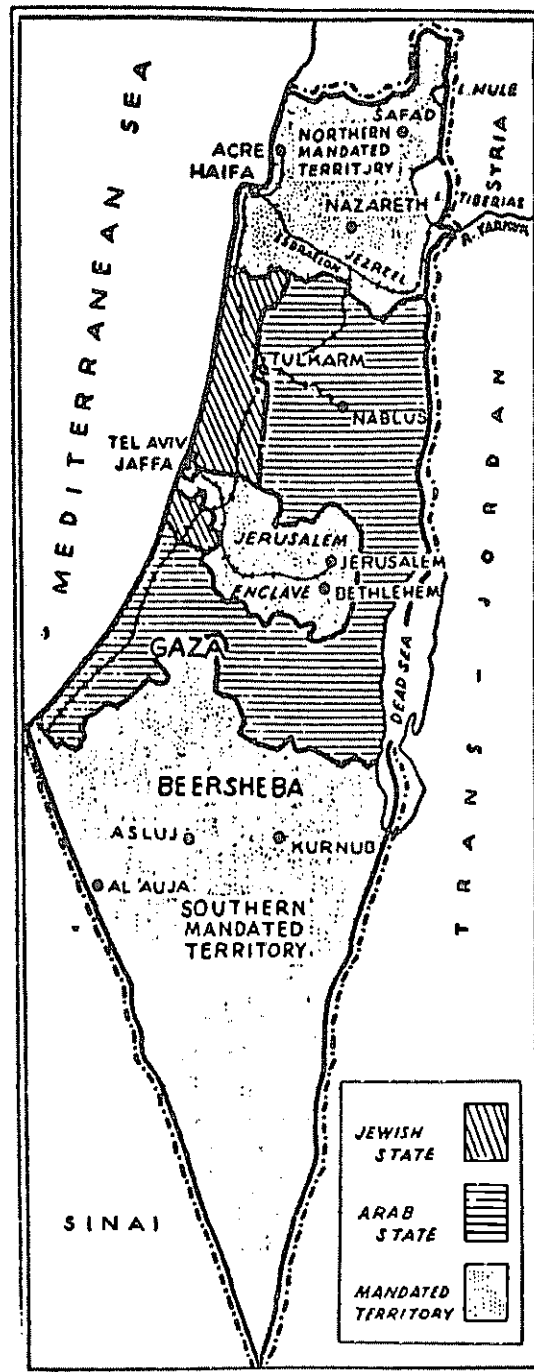 MEDITERRANEAN SEA
SAFAD
L. HULE
NORTHERN
MANDATED
TERRITORY
ACRE
HAIFA
STRIA
NAZARETH
L.
TIBERIAS
R. YARMUK
JEZREEL
TULKARM
NABLUS
TEL AVIV
JAFFA
JERUSALEM
JERUSALEM
ENCLAVE
BETHLEHEM
GAZA
DEAD SEA
TRANS-JORDAN
BEERSHEBA
ASLUJ
KURNUB
AL 'AUJA
SOUTHERN
MANDATED
TERRITORY
SINAI
JEWISH
STATE
ARAB
STATE
MANDATED
TERRITORY